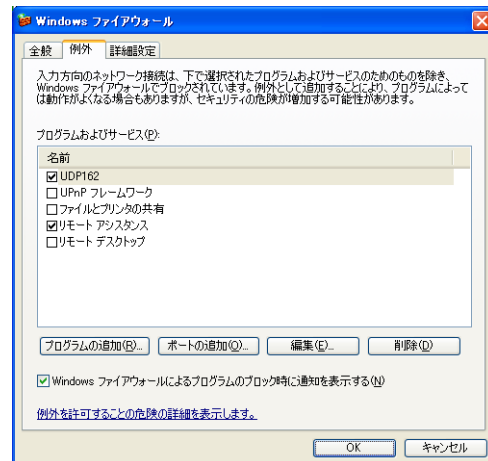 Windows ファイアウォール
全般 例外 詳細設定
入力方向のネットワーク接続は、下で選択されたプログラムおよびサービスのためのものを除き、
Windows ファイアウォールでブロックされています。例外として追加することにより、プログラムによって
は動作がよくなる場合もありますが、セキュリティの危険が増加する可能性があります。
プログラムおよびサービス(P):
名前
UDP162
UPnP フレームワーク
ファイルとプリンタの共有
リモート アシスタンス
リモート デスクトップ
プログラムの追加(R)... ポートの追加(O)... 編集(E)... 削除(D)
Windows ファイアウォールによるプログラムのブロック時に通知を表示する(N)
例外を許可することの危険の詳細を表示します。
OK キャンセル